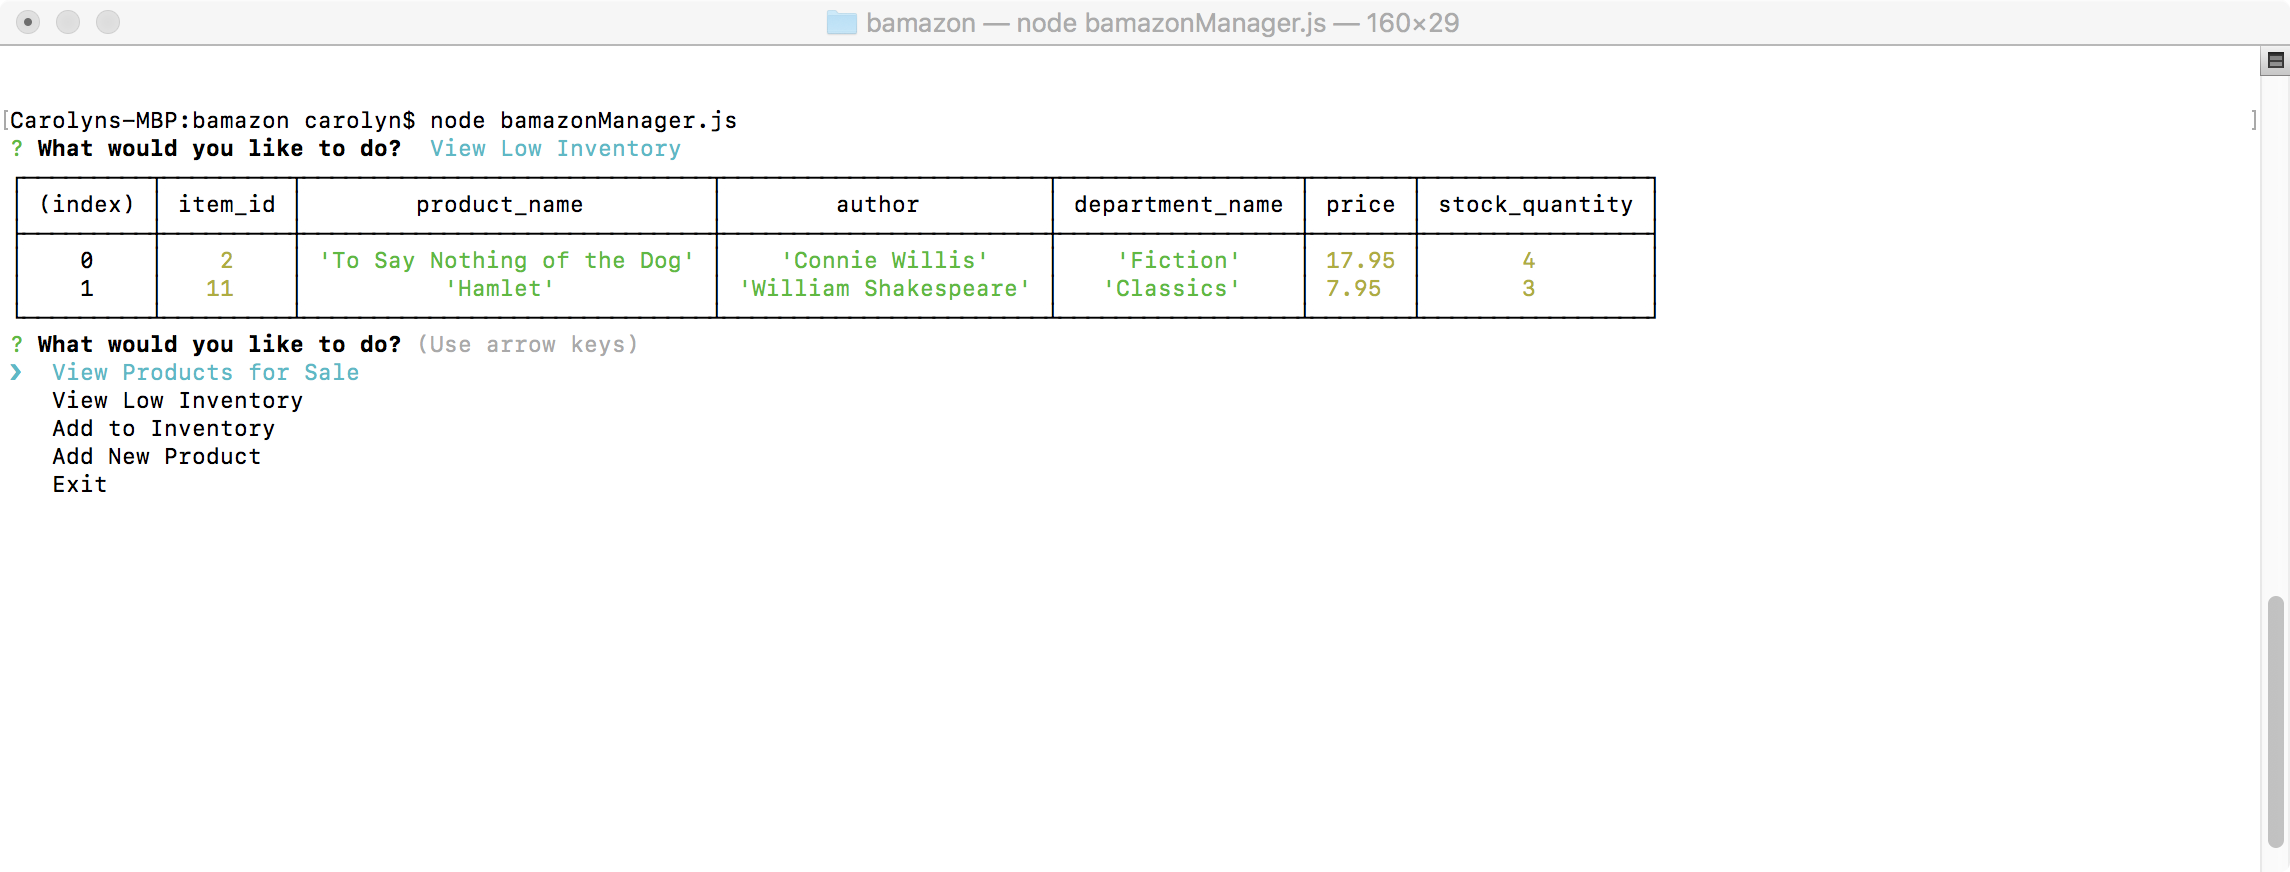 bamazon — node bamazonManager.js — 160×29
[Carolyns-MBP:bamazon carolyn$ node bamazonManager.js ]
? What would you like to do?  View Low Inventory
(index) item_id product_name author department_name price stock_quantity
0 2 'To Say Nothing of the Dog' 'Connie Willis' 'Fiction' 17.95 4
1 11 'Hamlet' 'William Shakespeare' 'Classics' 7.95 3
? What would you like to do? (Use arrow keys)
❯ View Products for Sale
View Low Inventory
Add to Inventory
Add New Product
Exit